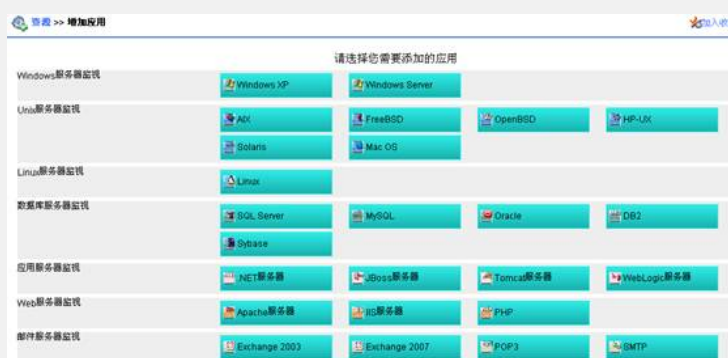 资源 >> 增加应用
加入收
请选择您需要添加的应用
Windows服务器监视
Windows XP Windows Server
Unix服务器监视
AIX FreeBSD OpenBSD HP-UX
Solaris Mac OS
Linux服务器监视
Linux
数据库服务器监视
SQL Server MySQL Oracle DB2
Sybase
应用服务器监视
.NET服务器 JBoss服务器 Tomcat服务器 WebLogic服务器
Web服务器监视
Apache服务器 IIS服务器 PHP
邮件服务器监视
Exchange 2003 Exchange 2007 POP3 SMTP